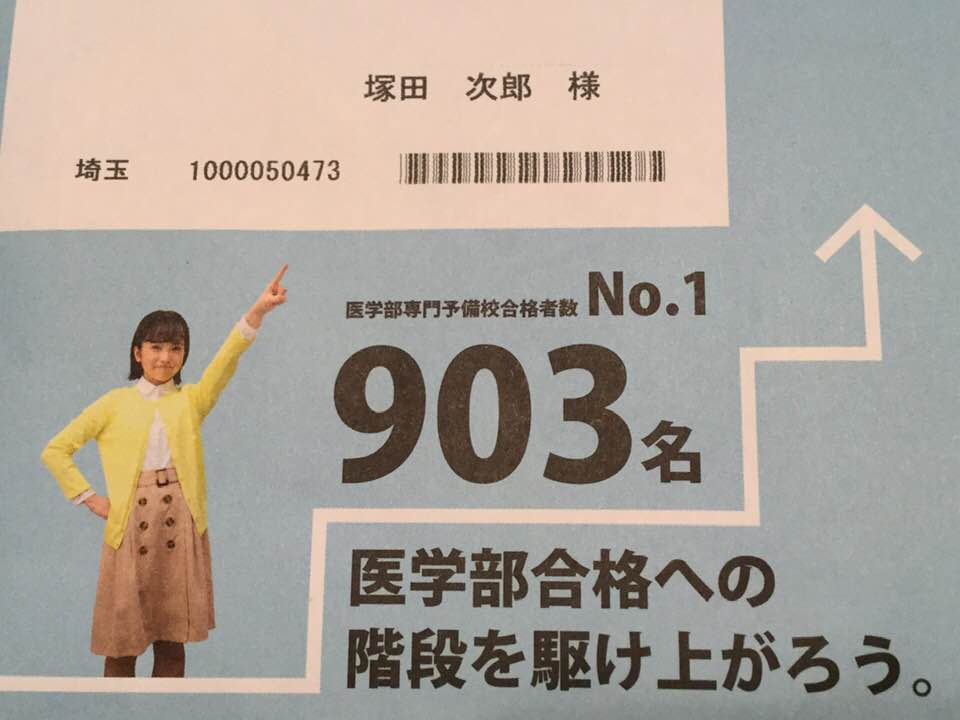 塚田　次郎　様
埼玉　1000050473
医学部専門予備校合格者数 No.1
903名
医学部合格への
階段を駆け上がろう。